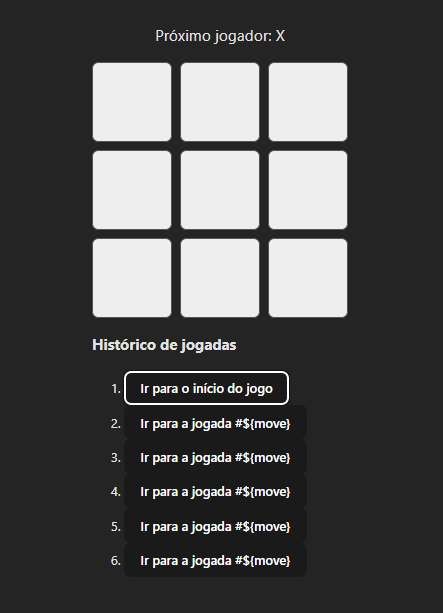 Próximo jogador: X
Histórico de jogadas
1. Ir para o início do jogo
2. Ir para a jogada #${move}
3. Ir para a jogada #${move}
4. Ir para a jogada #${move}
5. Ir para a jogada #${move}
6. Ir para a jogada #${move}